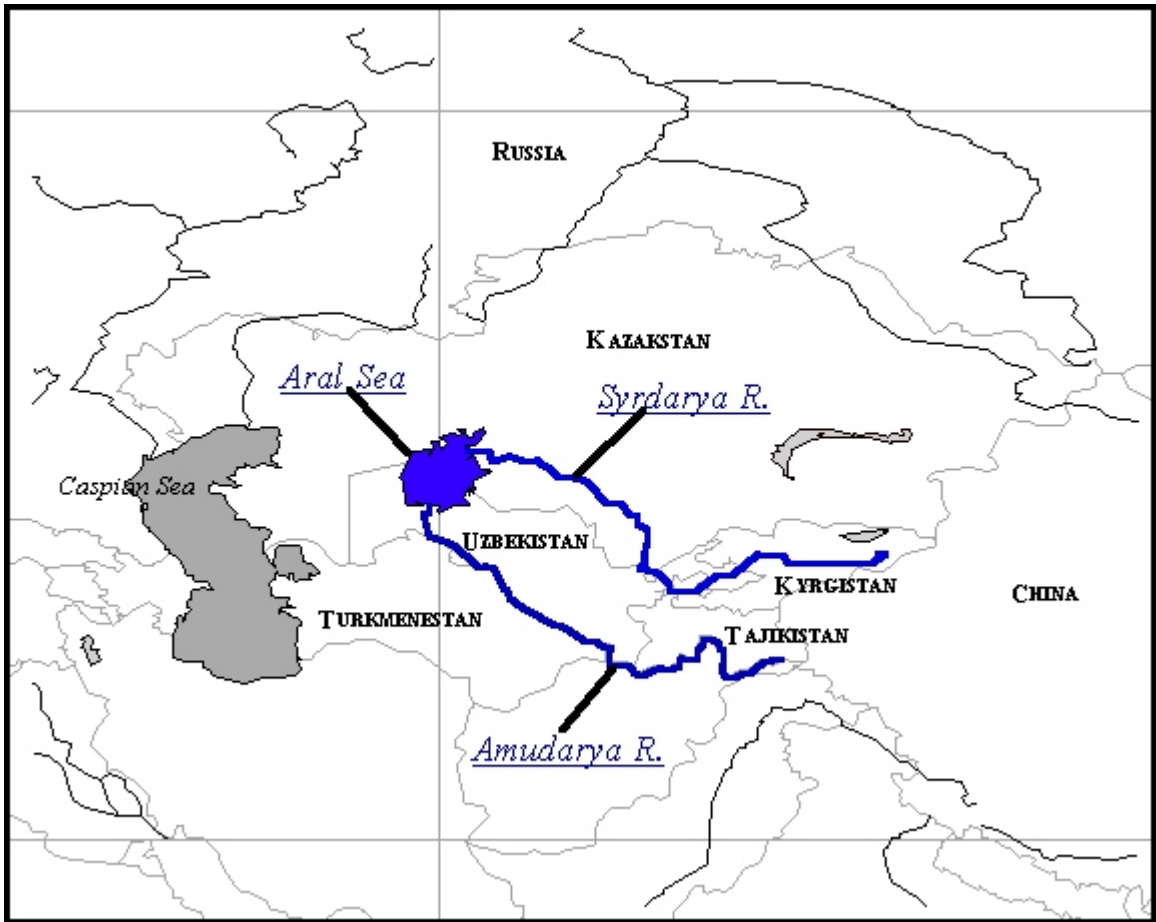 RUSSIA
KAZAKSTAN
Aral Sea
Syrdarya R.
Caspian Sea
UZBEKISTAN
KYRGISTAN
CHINA
TURKMENESTAN
TAJIKISTAN
Amudarya R.